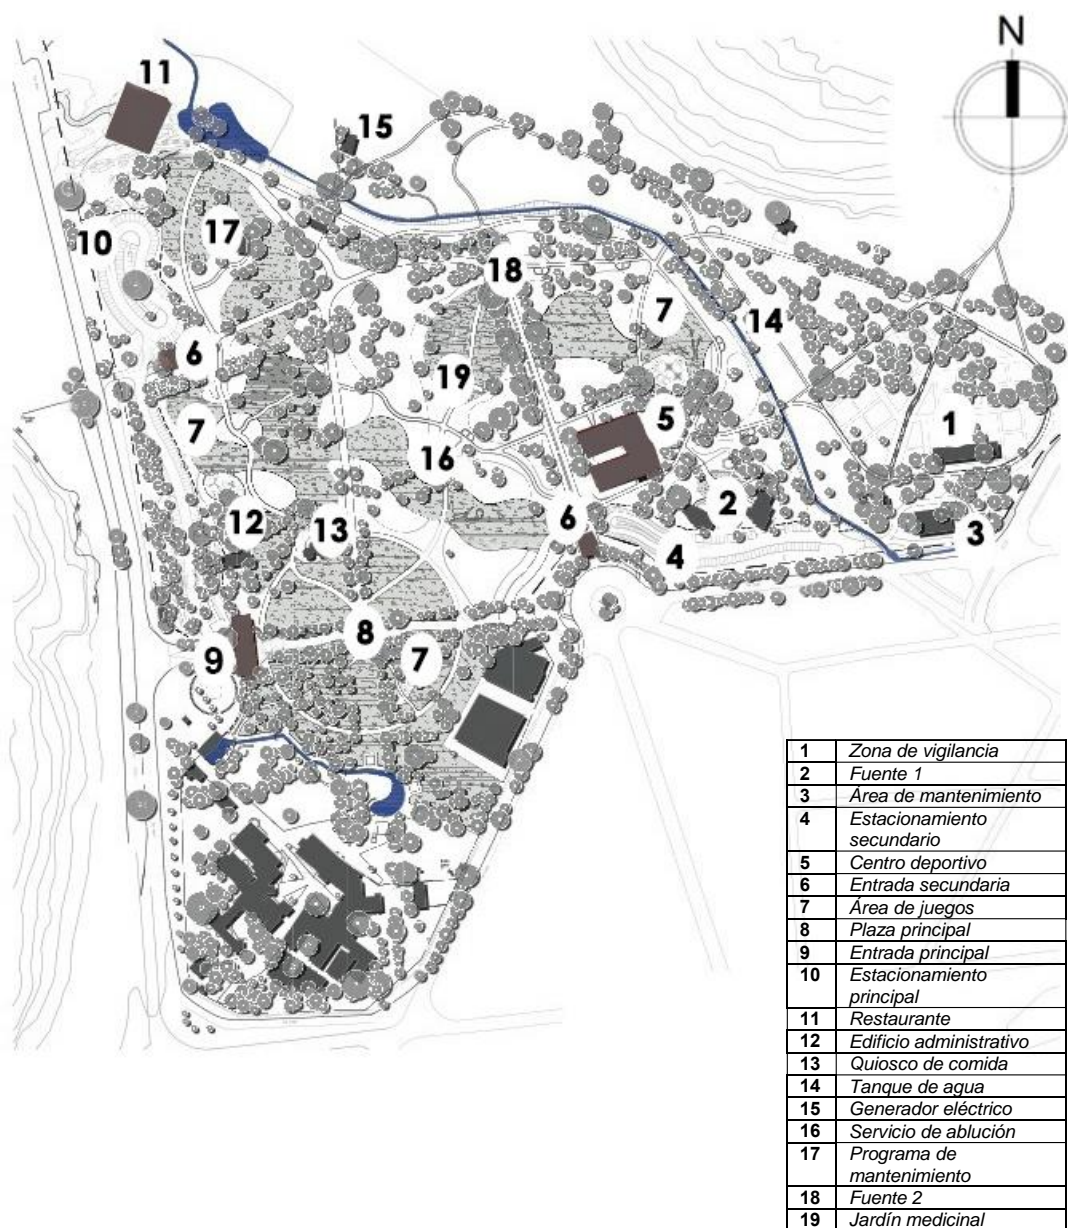 N
11
15
10
17
18
7
14
6
19
7
5
1
16
12
13
6
2
3
4
8
9
7
1 Zona de vigilancia
2 Fuente 1
3 Área de mantenimiento
4 Estacionamiento
secundario
5 Centro deportivo
6 Entrada secundaria
7 Área de juegos
8 Plaza principal
9 Entrada principal
10 Estacionamiento
principal
11 Restaurante
12 Edificio administrativo
13 Quiosco de comida
14 Tanque de agua
15 Generador eléctrico
16 Servicio de ablución
17 Programa de
mantenimiento
18 Fuente 2
19 Jardín medicinal